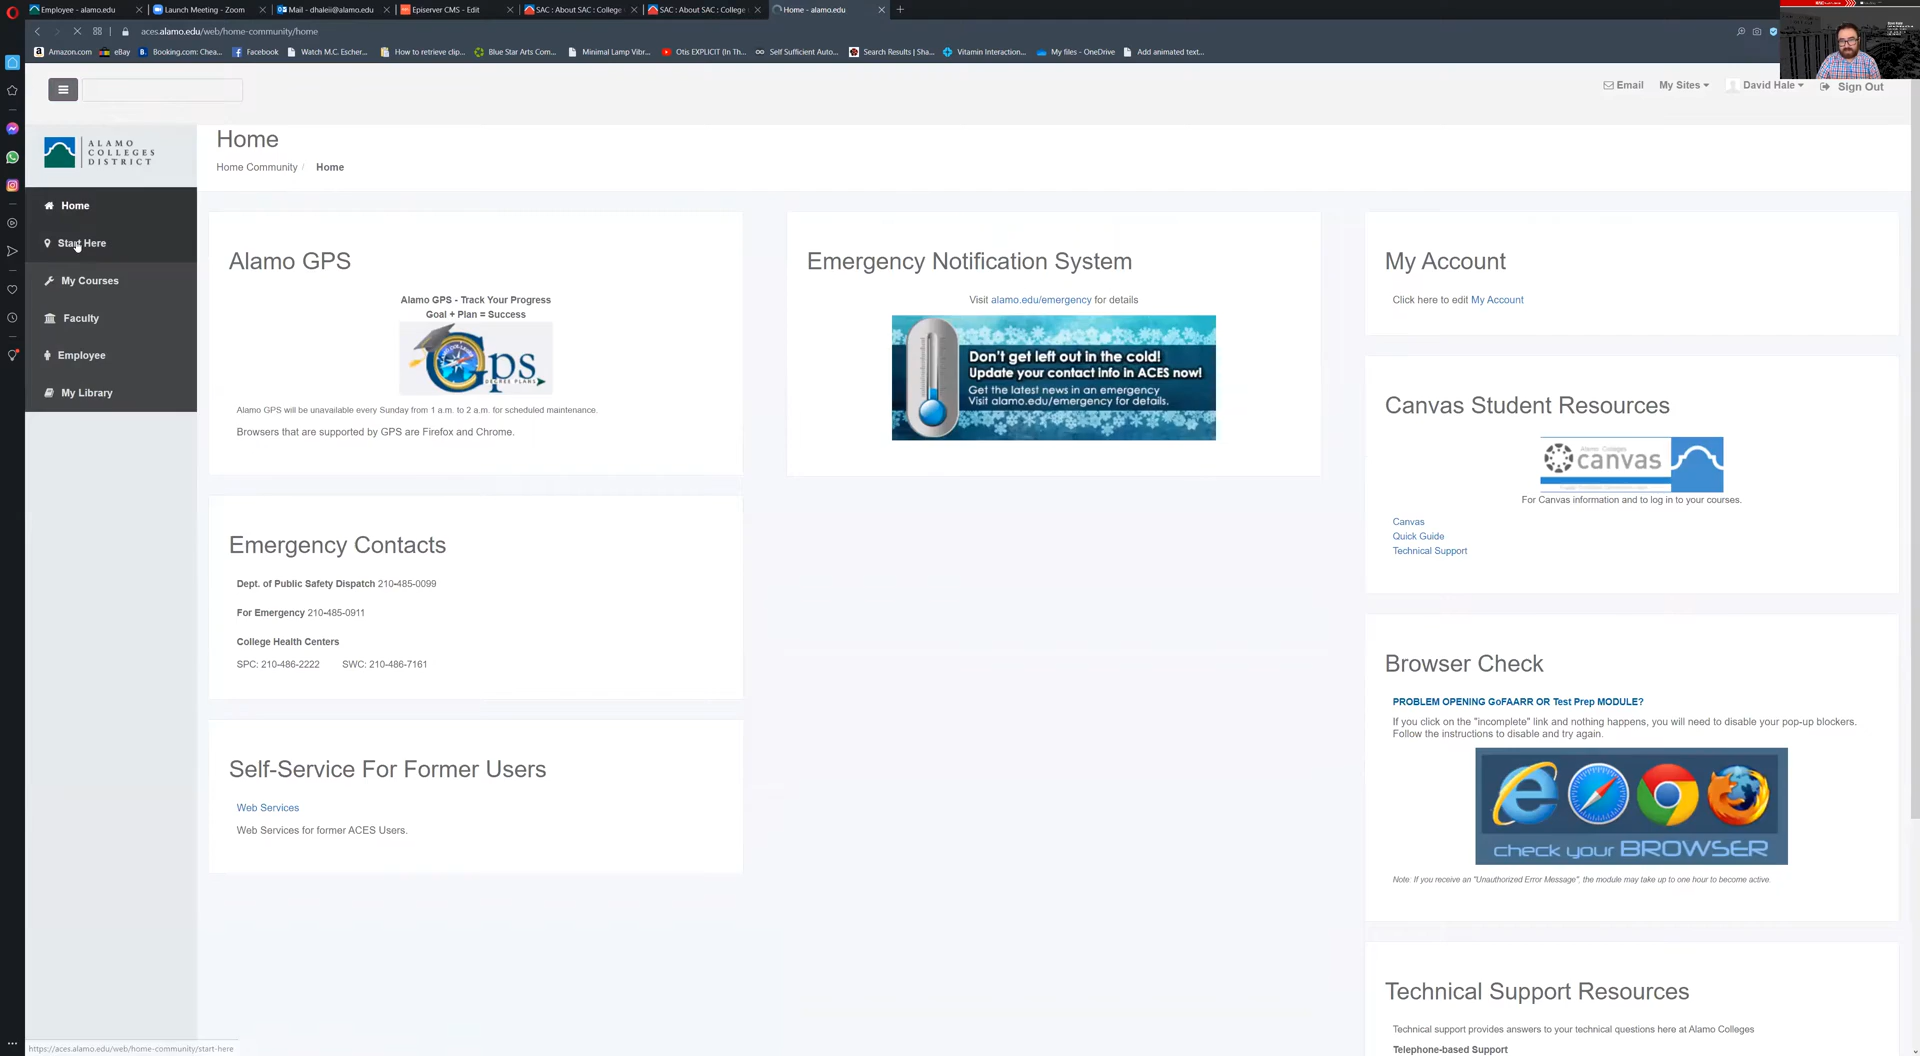 Employee - alamo.edu
Launch Meeting - Zoom
Mail - dhaleii@alamo.edu
Episerver CMS - Edit
SAC : About SAC : College
SAC : About SAC : College
Home - alamo.edu
aces.alamo.edu/web/home-community/home
Amazon.com
eBay
Booking.com: Chea...
Facebook
Watch M.C. Escher...
How to retrieve clip...
Blue Star Arts Com...
Minimal Lamp Vibr...
Otis EXPLICIT (In Th...
Self Sufficient Auto...
Search Results | Sha...
Vitamin Interaction...
My files - OneDrive
Add animated text...
Email
My Sites
David Hale
Sign Out
ALAMO
COLLEGES
DISTRICT
Home
Start Here
My Courses
Faculty
Employee
My Library
Home
Home Community / Home
Alamo GPS
Alamo GPS - Track Your Progress
Goal + Plan = Success
Gps
DEGREE PLANS
Alamo GPS will be unavailable every Sunday from 1 a.m. to 2 a.m. for scheduled maintenance.
Browsers that are supported by GPS are Firefox and Chrome.
Emergency Contacts
Dept. of Public Safety Dispatch 210-485-0099
For Emergency 210-485-0911
College Health Centers
SPC: 210-486-2222 SWC: 210-486-7161
Self-Service For Former Users
Web Services
Web Services for former ACES Users.
Emergency Notification System
Visit alamo.edu/emergency for details
Don't get left out in the cold!
Update your contact info in ACES now!
Get the latest news in an emergency
Visit alamo.edu/emergency for details.
My Account
Click here to edit My Account
Canvas Student Resources
Alamo Colleges
canvas
For Canvas information and to log in to your courses.
Canvas
Quick Guide
Technical Support
Browser Check
PROBLEM OPENING GoFAARR OR Test Prep MODULE?
If you click on the "incomplete" link and nothing happens, you will need to disable your pop-up blockers.
Follow the instructions to disable and try again.
check your BROWSER
Note: If you receive an "Unauthorized Error Message", the module may take up to one hour to become active.
Technical Support Resources
Technical support provides answers to your technical questions here at Alamo Colleges
Telephone-based Support
https://aces.alamo.edu/web/home-community/start-here